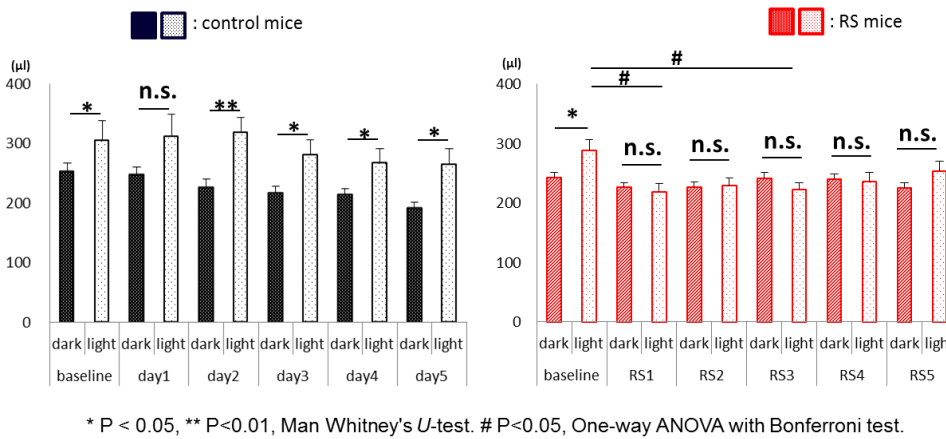 : control mice
: RS mice
(μl)
400
300
200
100
0
*
n.s.
**
*
*
*
dark light dark light dark light dark light dark light dark light
baseline day1 day2 day3 day4 day5
(μl)
400
300
200
100
0
#
#
*
n.s.
n.s.
n.s.
n.s.
n.s.
dark light dark light dark light dark light dark light dark light
baseline RS1 RS2 RS3 RS4 RS5
* P < 0.05, ** P<0.01, Man Whitney's U-test. # P<0.05, One-way ANOVA with Bonferroni test.